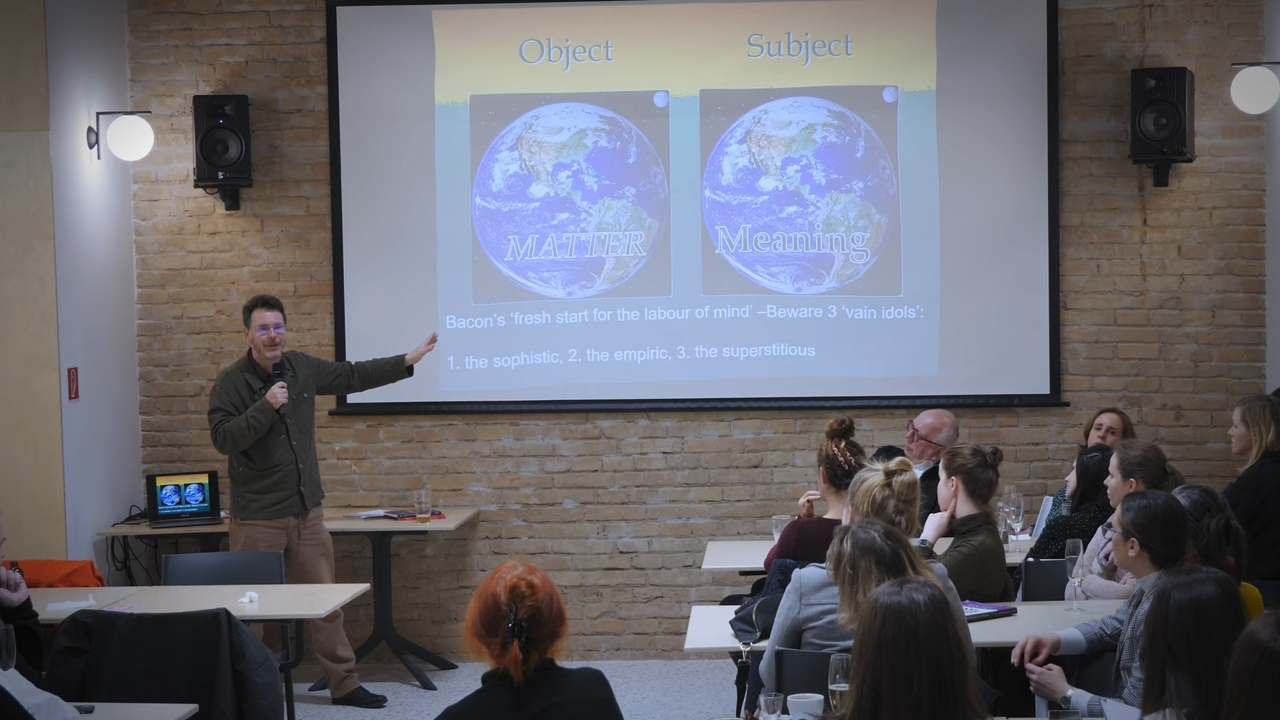 Object
Subject
MATTER
Meaning
Bacon's 'fresh start for the labour of mind' –Beware 3 'vain idols':
1. the sophistic, 2. the empiric, 3. the superstitious